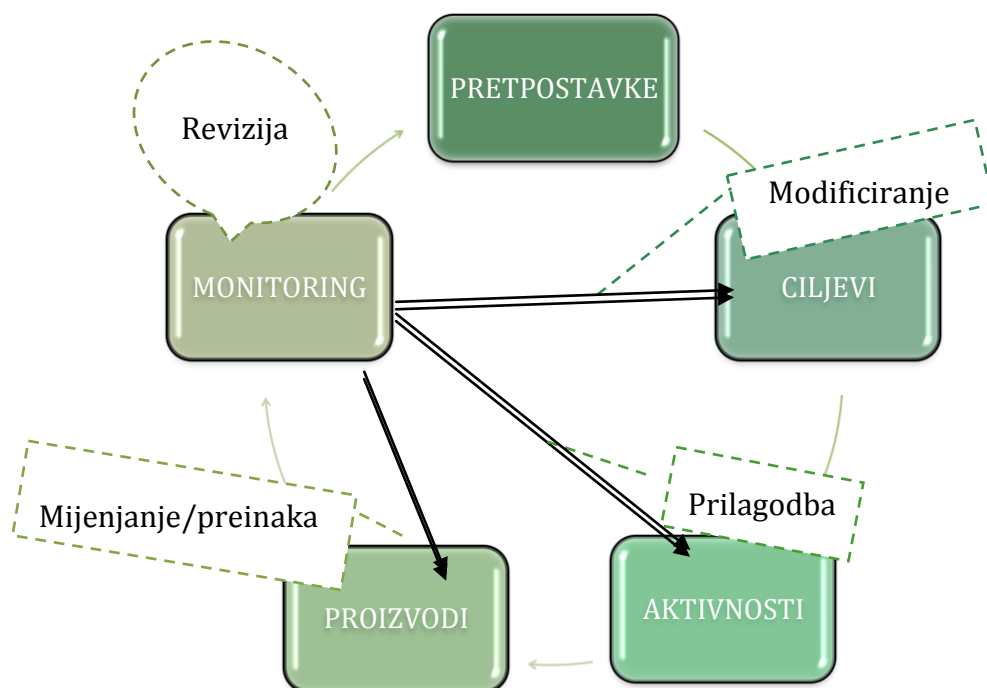 PRETPOSTAVKE
Revizija
Modificiranje
MONITORING
CILJEVI
Mijenjanje/preinaka
Prilagodba
PROIZVODI
AKTIVNOSTI